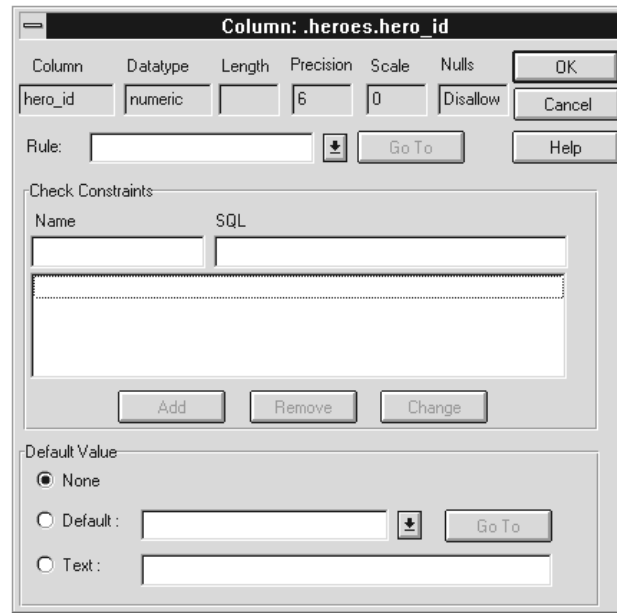 Column: .heroes.hero_id
Column Datatype Length Precision Scale Nulls OK
hero_id numeric 6 0 Disallow Cancel
Rule: Go To Help
Check Constraints
Name SQL
Add Remove Change
Default Value
None
Default : Go To
Text :